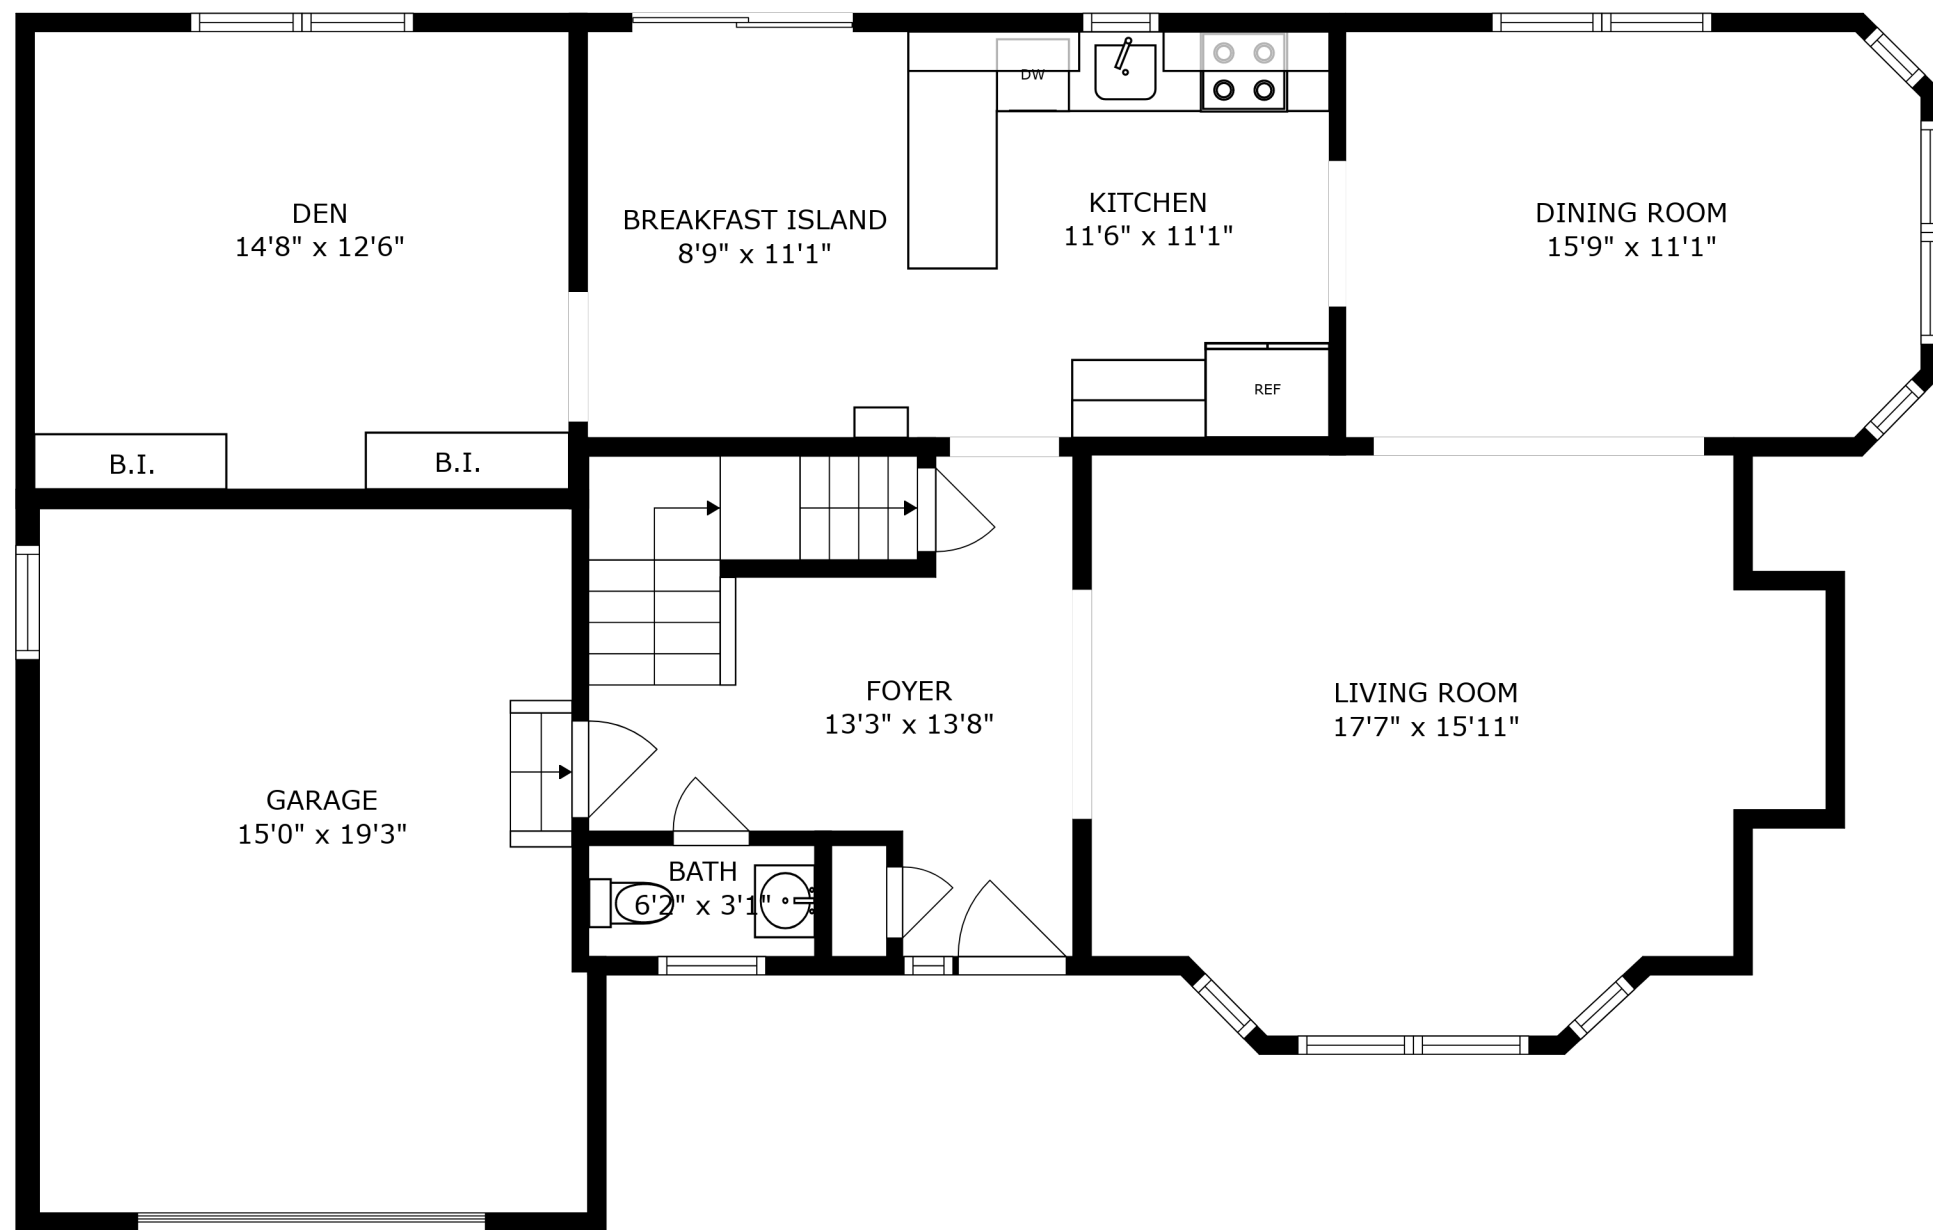 DW
DEN
14'8" x 12'6"
BREAKFAST ISLAND
8'9" x 11'1"
KITCHEN
11'6" x 11'1"
DINING ROOM
15'9" x 11'1"
REF
B.I.
B.I.
FOYER
13'3" x 13'8"
LIVING ROOM
17'7" x 15'11"
GARAGE
15'0" x 19'3"
BATH
6'2" x 3'1"